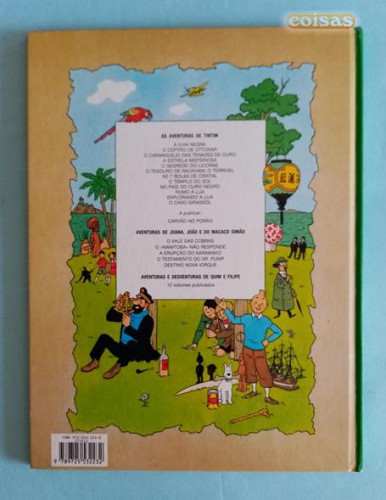 coisas
AS AVENTURAS DE TINTIM
A ILHA NEGRA
O CEPTRO DE OTTOKAR
O CARANGUEJO DAS TENAZES DE OURO
A ESTRELA MISTERIOSA
O SEGREDO DO LICORNE
O TESOURO DE RACKHAM, O TERRÍVEL
AS 7 BOLAS DE CRISTAL
O TEMPLO DO SOL
NO PAÍS DO OURO NEGRO
RUMO À LUA
EXPLORANDO A LUA
O CASO GIRASSOL
A publicar:
CARVÃO NO PORÃO
AVENTURAS DE JOANA, JOÃO E DO MACACO SIMÃO
O VALE DAS COBRAS
O «MANITOBA» NÃO RESPONDE
A ERUPÇÃO DO KARAMAKO
O TESTAMENTO DO SR. PUMP
DESTINO NOVA IORQUE
AVENTURAS E DESVENTURAS DE QUIM E FILIPE
12 volumes publicados